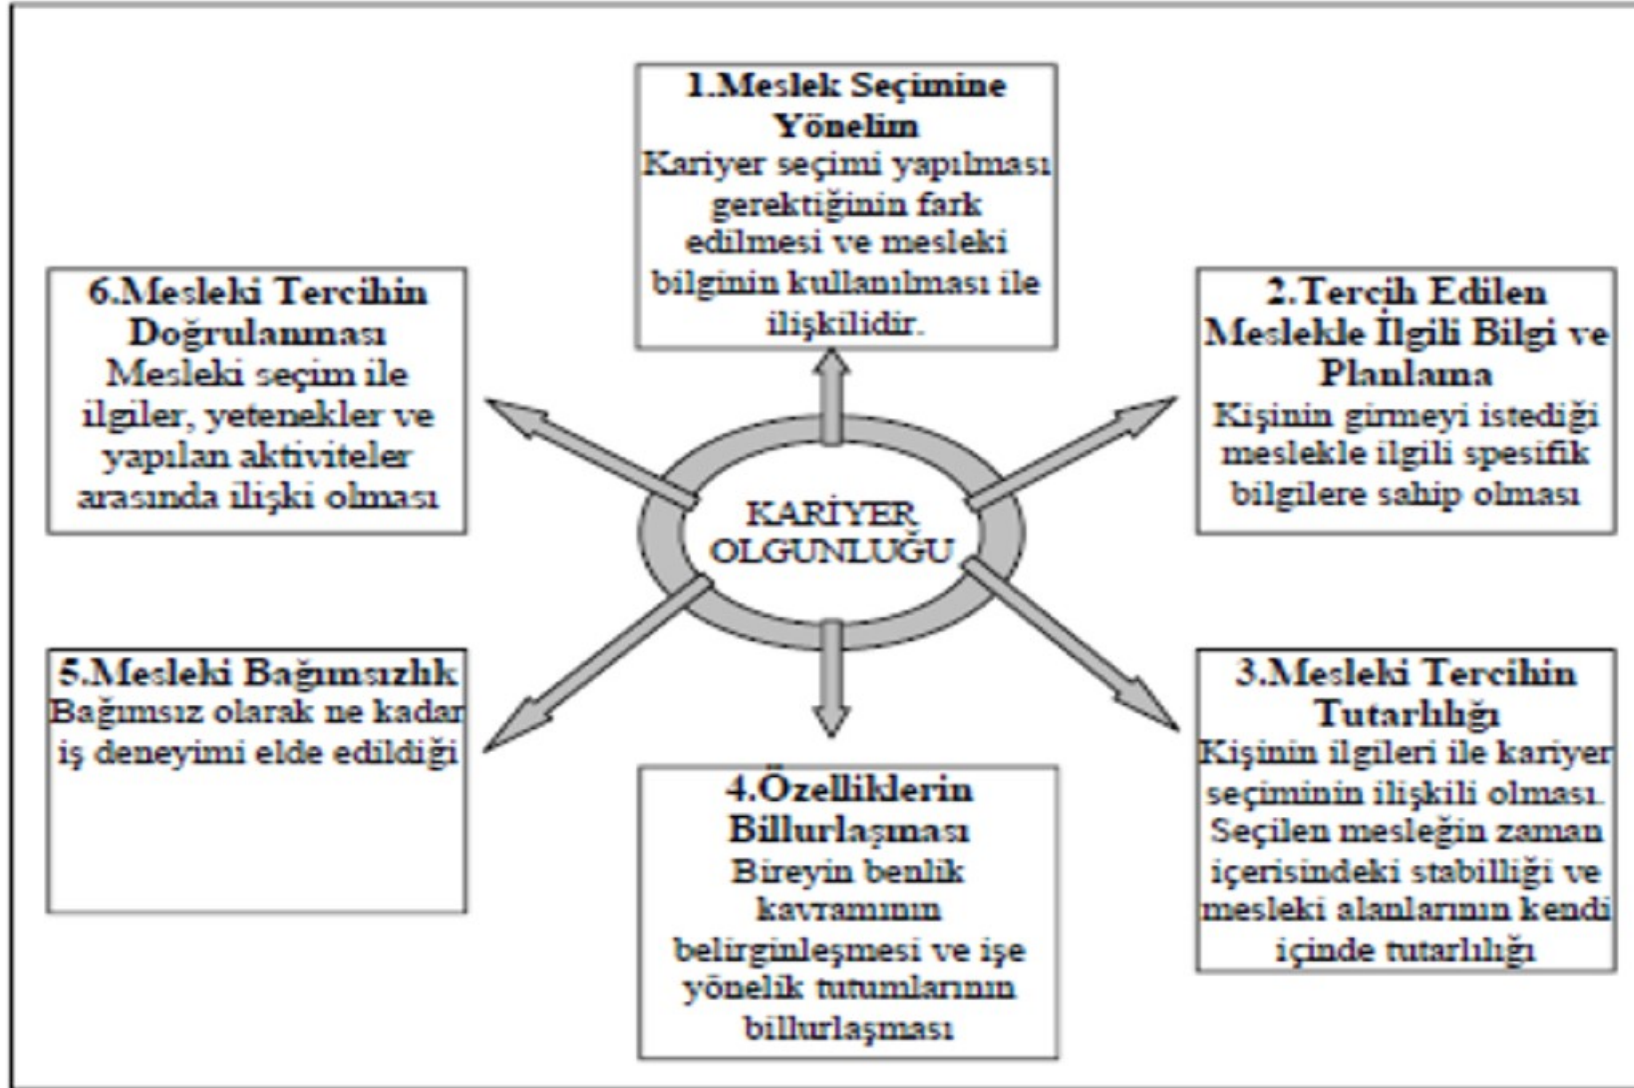 1.Meslek Seçimine
Yönelim
Kariyer seçimi yapılması
gerektiğinin fark
edilmesi ve mesleki
bilginin kullanılması ile
ilişkilidir.
2.Tercih Edilen
Meslekle İlgili Bilgi ve
Planlama
Kişinin girmeyi istediği
meslekle ilgili spesifik
bilgilere sahip olması
3.Mesleki Tercihin
Tutarlılığı
Kişinin ilgileri ile kariyer
seçiminin ilişkili olması.
Seçilen mesleğin zaman
içerisindeki stabilliği ve
mesleki alanlarının kendi
içinde tutarlılığı
4.Özelliklerin
Billurlaşması
Bireyin benlik
kavramının
belirginleşmesi ve işe
yönelik tutumlarının
billurlaşması
5.Mesleki Bağımsızlık
Bağımsız olarak ne kadar
iş deneyimi elde edildiği
6.Mesleki Tercihin
Doğrulanması
Mesleki seçim ile
ilgiler, yetenekler ve
yapılan aktiviteler
arasında ilişki olması
KARİYER
OLGUNLUĞU